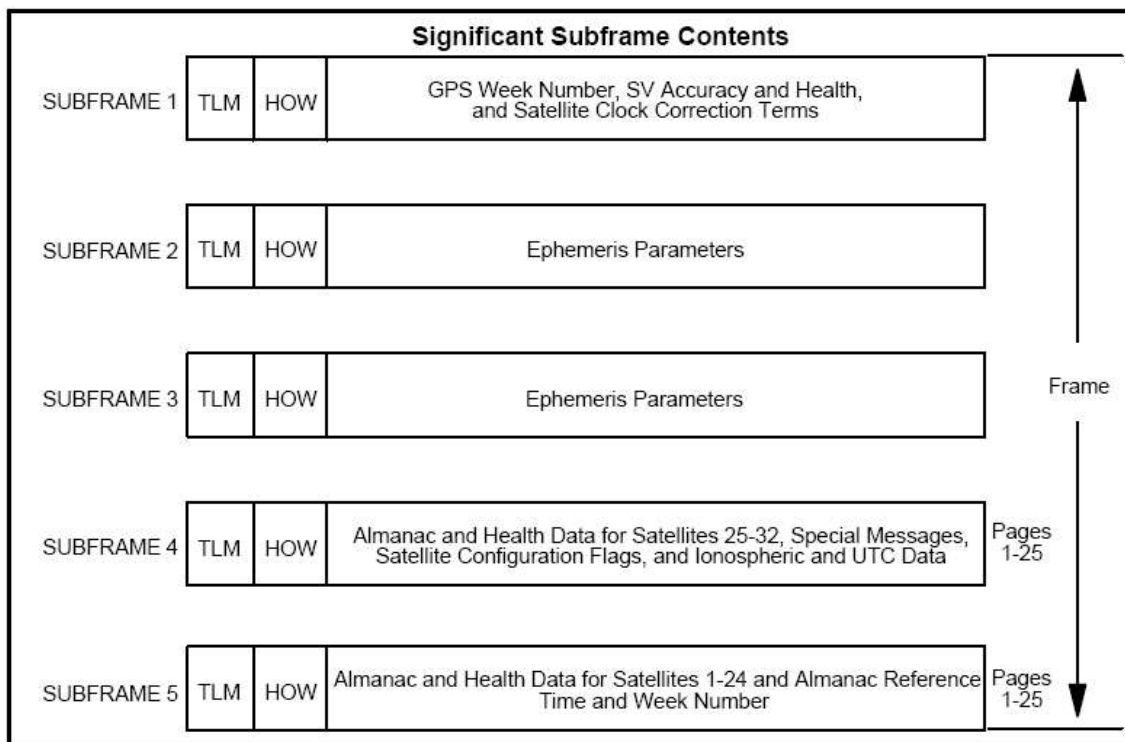 Significant Subframe Contents
SUBFRAME 1 TLM HOW GPS Week Number, SV Accuracy and Health,
and Satellite Clock Correction Terms
SUBFRAME 2 TLM HOW Ephemeris Parameters
SUBFRAME 3 TLM HOW Ephemeris Parameters
Frame
SUBFRAME 4 TLM HOW Almanac and Health Data for Satellites 25-32, Special Messages,
Satellite Configuration Flags, and Ionospheric and UTC Data
Pages
1-25
SUBFRAME 5 TLM HOW Almanac and Health Data for Satellites 1-24 and Almanac Reference
Time and Week Number
Pages
1-25